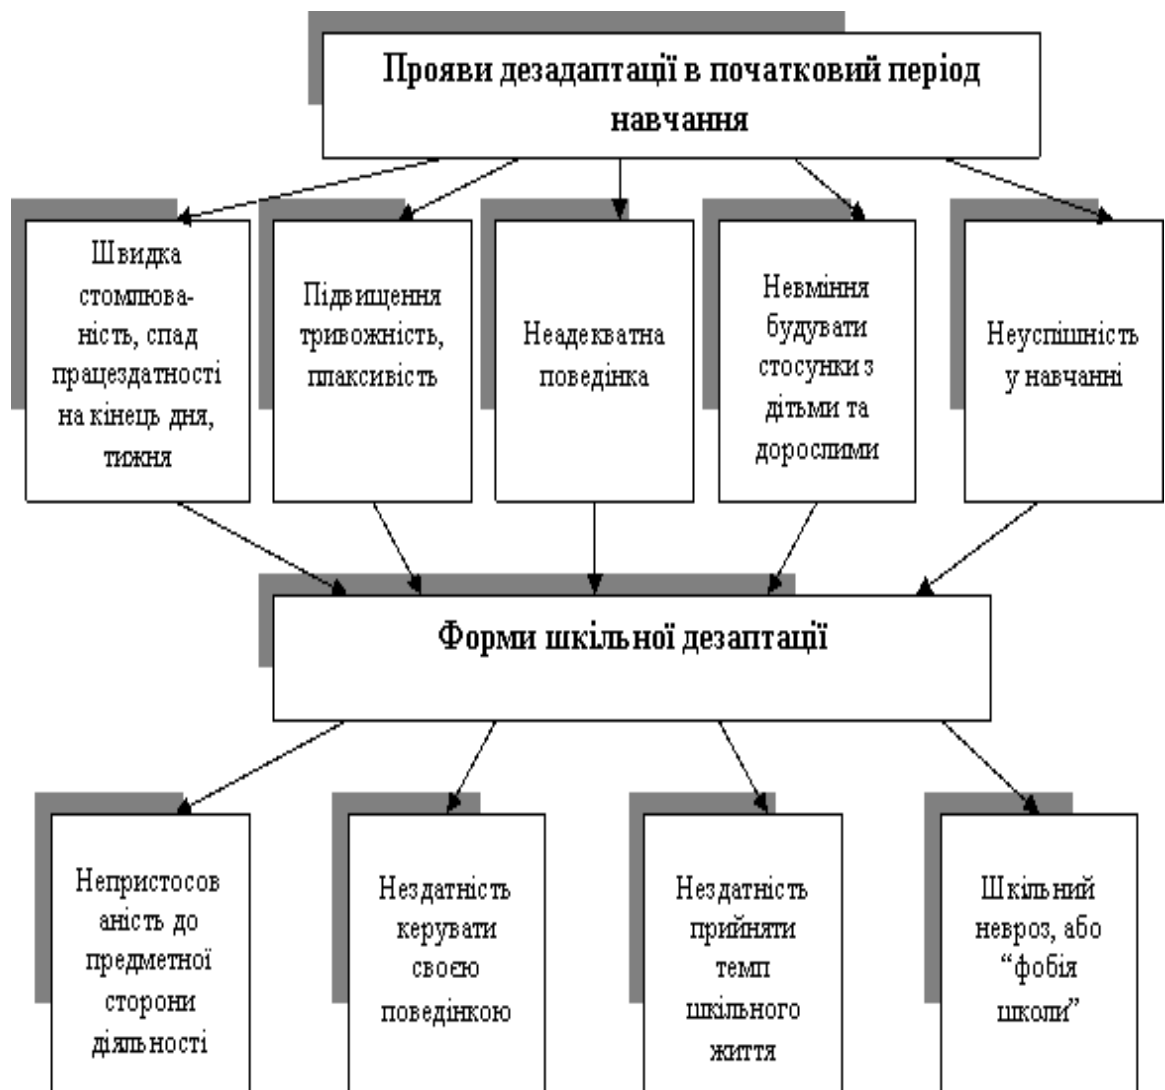 Прояви дезадаптації в початковий період
навчання
Швидка
стомлюва-
ність, спад
працездатності
на кінець дня,
тижня
Підвищення
тривожність,
плаксивість
Неадекватна
поведінка
Невміння
будувати
стосунки з
дітьми та
дорослими
Неуспішність
у навчанні
Форми шкільної дезаптації
Непристосов
аність до
предметної
сторони
діяльності
Нездатність
керувати
своєю
поведінкою
Нездатність
прийняти
темп
шкільного
життя
Шкільний
невроз, або
“фобія
школи”